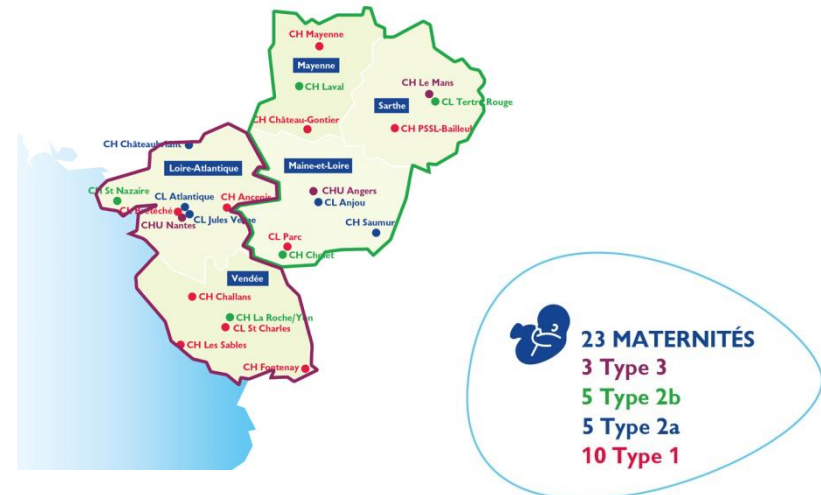 CH Mayenne
Mayenne
CH Laval
CH Le Mans
CL Tertre Rouge
Sarthe
CH Château-Gontier
CH PSSL-Bailleul
CH Châteaubriant
Loire-Atlantique
Maine-et-Loire
CH St Nazaire
CL Atlantique
CHU Angers
CH Ancenis
CL Anjou
CL Brétéché
CL Jules Verne
CHU Nantes
CH Saumur
CL Parc
CH Cholet
Vendée
CH Challans
CH La Roche/Yon
CL St Charles
CH Les Sables
CH Fontenay
23 MATERNITÉS
3 Type 3
5 Type 2b
5 Type 2a
10 Type 1